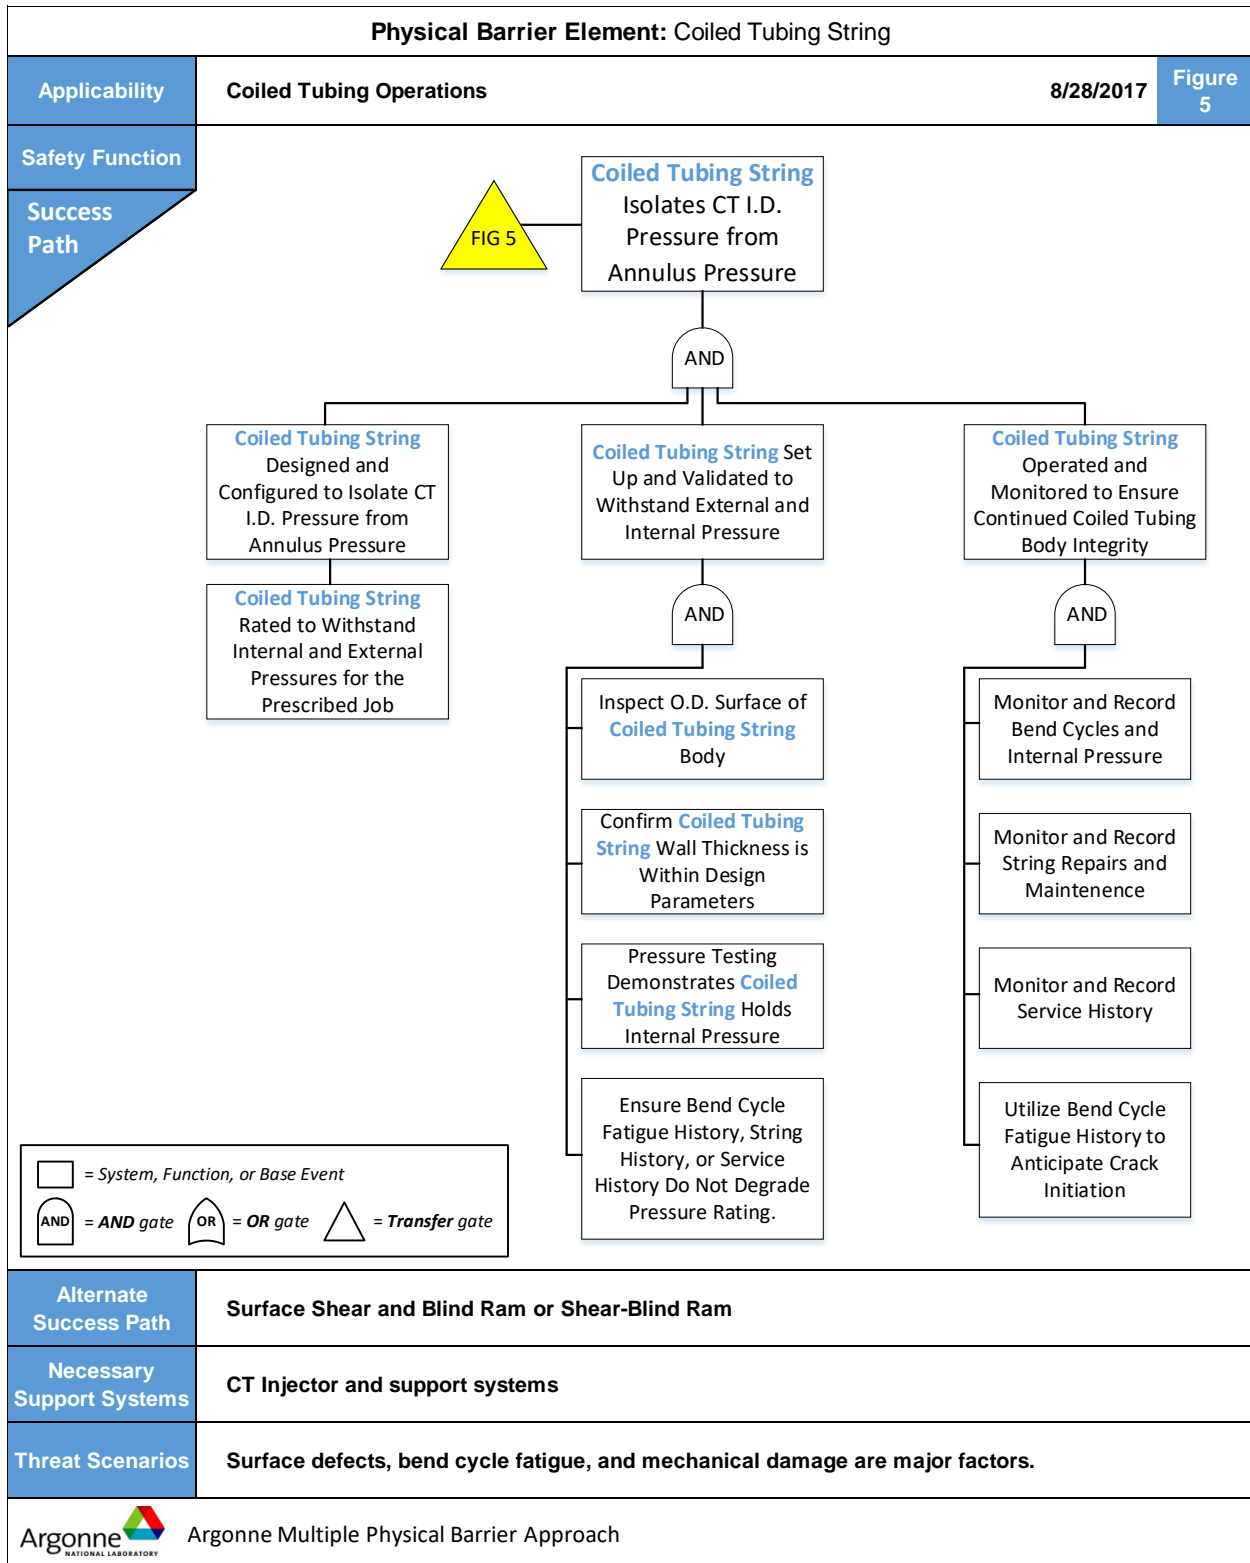 Physical Barrier Element: Coiled Tubing String
Applicability
Coiled Tubing Operations
8/28/2017
Figure
5
Safety Function
Success
Path
FIG 5
Coiled Tubing String
Isolates CT I.D.
Pressure from
Annulus Pressure
AND
Coiled Tubing String
Designed and
Configured to Isolate CT
I.D. Pressure from
Annulus Pressure
Coiled Tubing String
Rated to Withstand
Internal and External
Pressures for the
Prescribed Job
Coiled Tubing String Set
Up and Validated to
Withstand External and
Internal Pressure
AND
Inspect O.D. Surface of
Coiled Tubing String
Body
Confirm Coiled Tubing
String Wall Thickness is
Within Design
Parameters
Pressure Testing
Demonstrates Coiled
Tubing String Holds
Internal Pressure
Ensure Bend Cycle
Fatigue History, String
History, or Service
History Do Not Degrade
Pressure Rating.
Coiled Tubing String
Operated and
Monitored to Ensure
Continued Coiled Tubing
Body Integrity
AND
Monitor and Record
Bend Cycles and
Internal Pressure
Monitor and Record
String Repairs and
Maintenence
Monitor and Record
Service History
Utilize Bend Cycle
Fatigue History to
Anticipate Crack
Initiation
= System, Function, or Base Event
AND = AND gate OR = OR gate = Transfer gate
Alternate
Success Path
Surface Shear and Blind Ram or Shear-Blind Ram
Necessary
Support Systems
CT Injector and support systems
Threat Scenarios
Surface defects, bend cycle fatigue, and mechanical damage are major factors.
Argonne
NATIONAL LABORATORY
Argonne Multiple Physical Barrier Approach